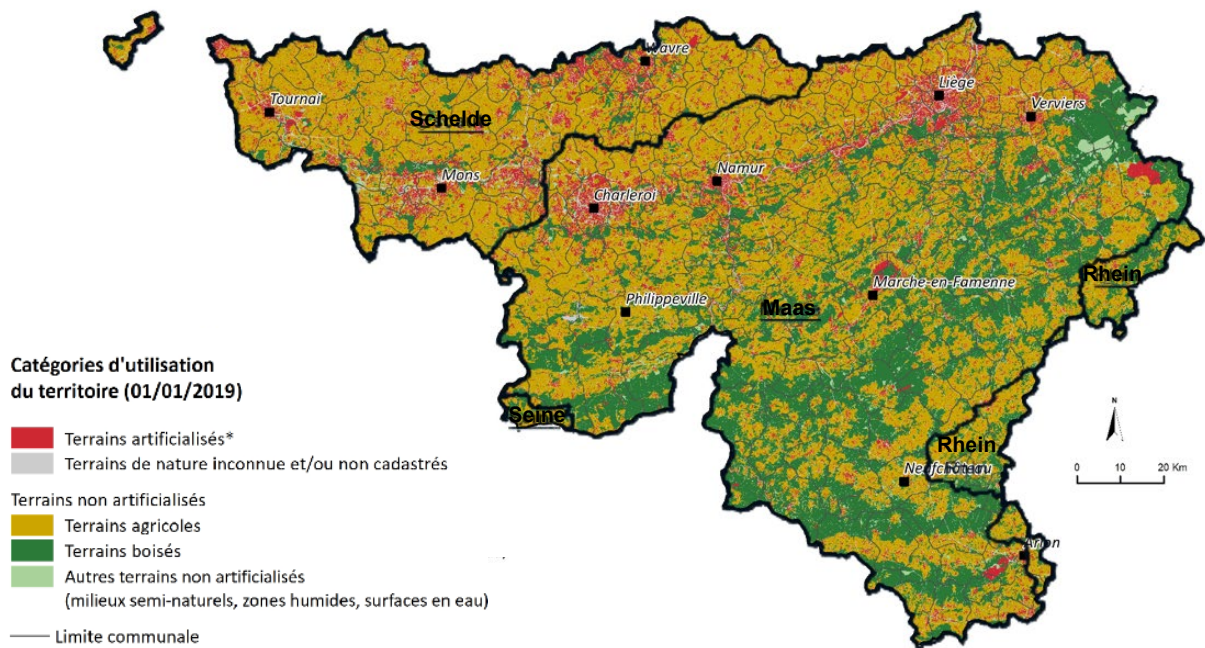 Wavre
Liège
Tournai
Schelde
Verviers
Mons
Namur
Charleroi
Rhein
Marche-en-Famenne
Philippeville
Maas
Catégories d'utilisation
du territoire (01/01/2019)
Seine
Terrains artificialisés*
Terrains de nature inconnue et/ou non cadastrés
Rhein
Neufchâteau
N
0 10 20 Km
Terrains non artificialisés
Terrains agricoles
Terrains boisés
Arlon
Autres terrains non artificialisés
(milieux semi-naturels, zones humides, surfaces en eau)
Limite communale